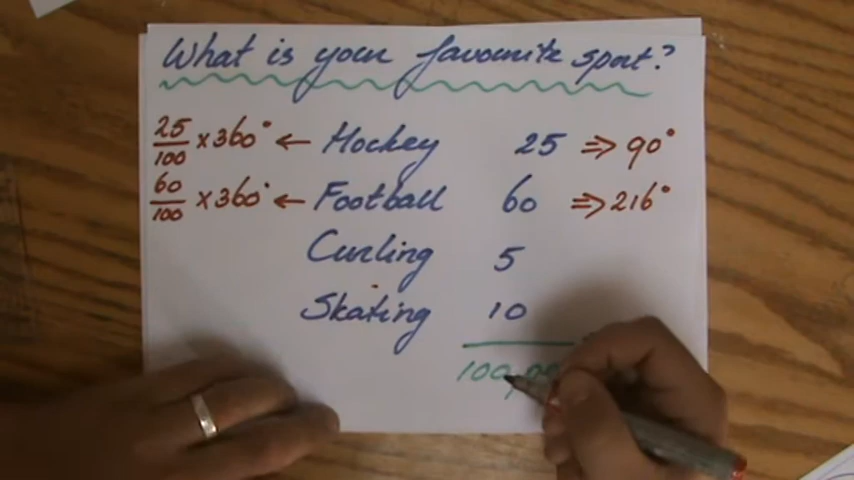 What is your favourite sport?
25/100 x 360° ← Hockey 25 ⇒ 90°
60/100 x 360° ← Football 60 ⇒ 216°
Curling 5
Skating 10
100